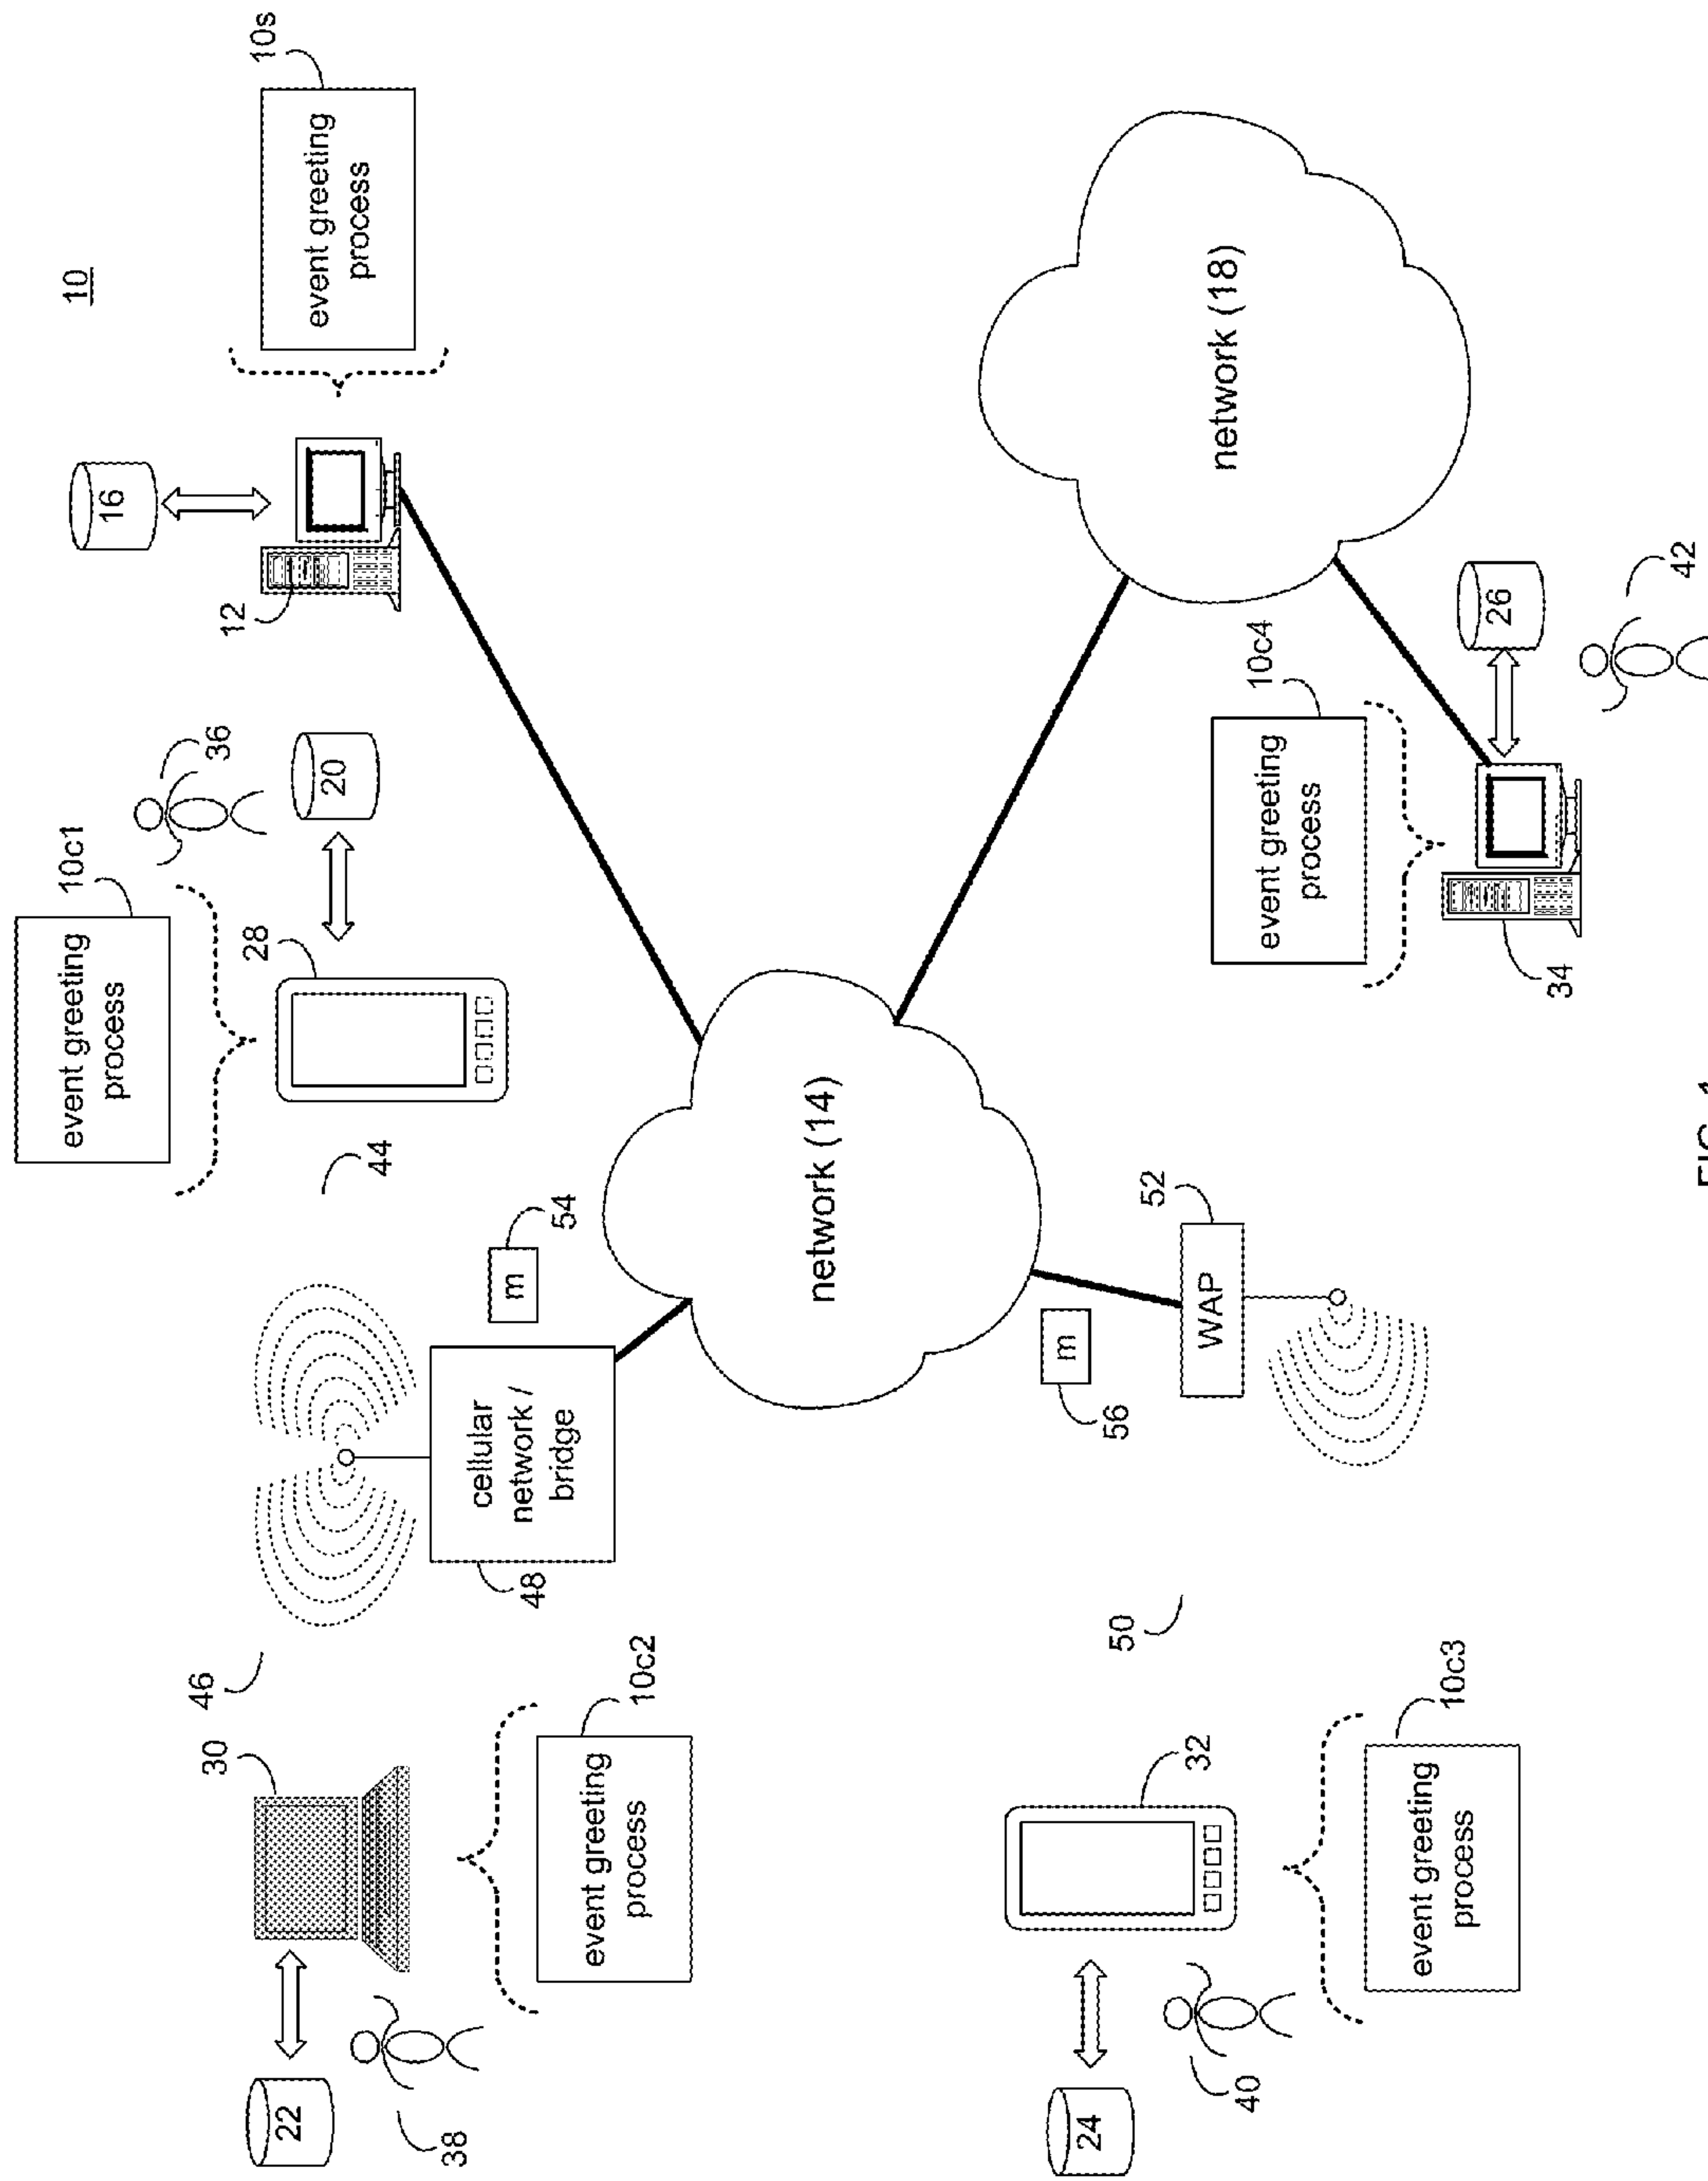 10
10s
event greeting
process
16
12
36
20
10c1
event greeting
process
28
44
54
m
cellular
network /
bridge
48
46
30
22
38
10c2
event greeting
process
network (14)
network (18)
10c4
event greeting
process
26
42
34
52
WAP
m
56
50
32
24
40
10c3
event greeting
process